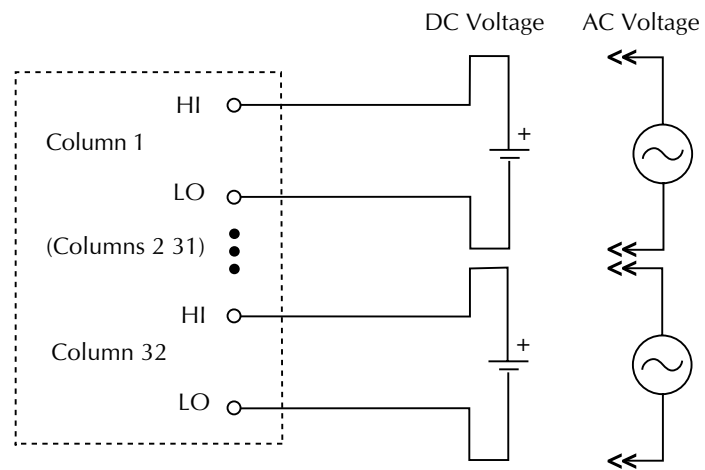 DC Voltage AC Voltage
HI
+
Column 1
LO
(Columns 2 31)
HI
+
Column 32
LO